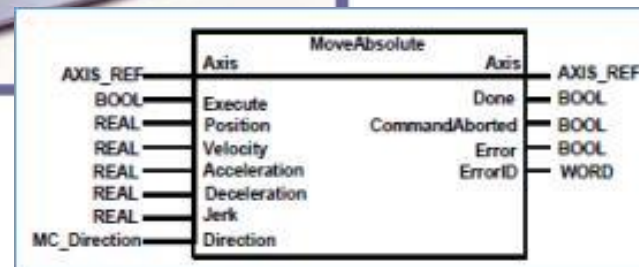 MoveAbsolute
AXIS_REF Axis Axis AXIS_REF
BOOL Execute Done BOOL
REAL Position CommandAborted BOOL
REAL Velocity Error BOOL
REAL Acceleration ErrorID WORD
REAL Deceleration
REAL Jerk
MC_Direction Direction